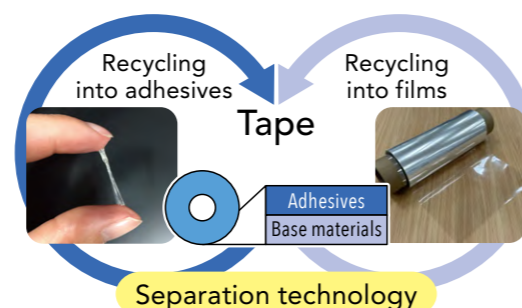 Recycling
into adhesives
Recycling
into films
Tape
Adhesives
Base materials
Separation technology